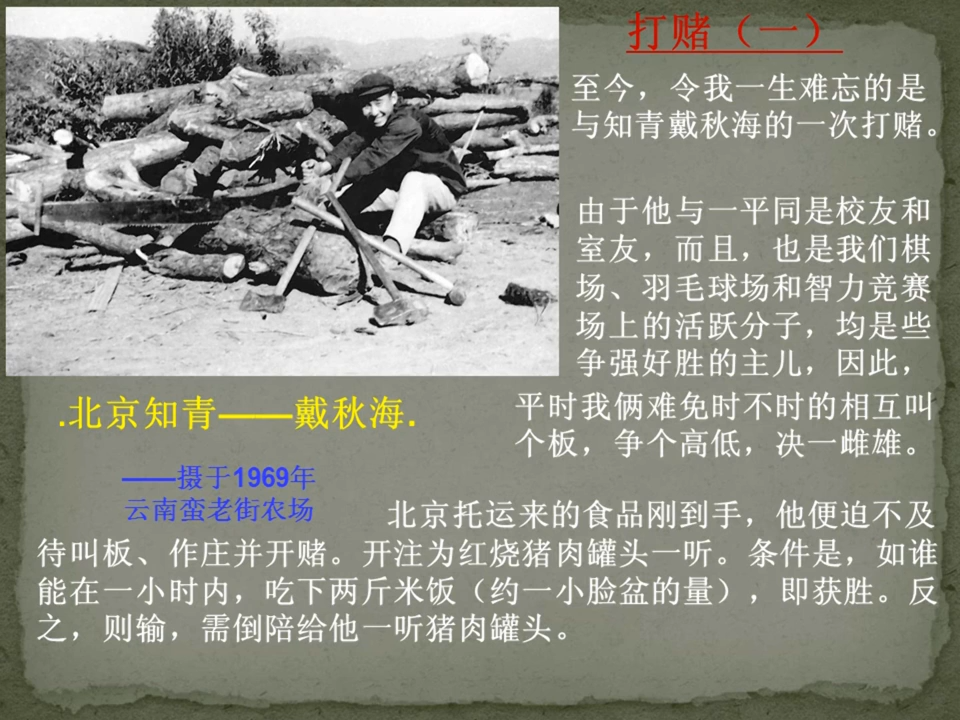 打赌（一）
至今，令我一生难忘的是
与知青戴秋海的一次打赌。
由于他与一平同是校友和
室友，而且，也是我们棋
场、羽毛球场和智力竞赛
场上的活跃分子，均是些
争强好胜的主儿，因此，
平时我俩难免时不时的相互叫
个板，争个高低，决一雌雄。
.北京知青——戴秋海.
——摄于1969年
云南蛮老街农场
北京托运来的食品刚到手，他便迫不及
待叫板、作庄并开赌。开注为红烧猪肉罐头一听。条件是，如谁
能在一小时内，吃下两斤米饭（约一小脸盆的量），即获胜。反
之，则输，需倒陪给他一听猪肉罐头。